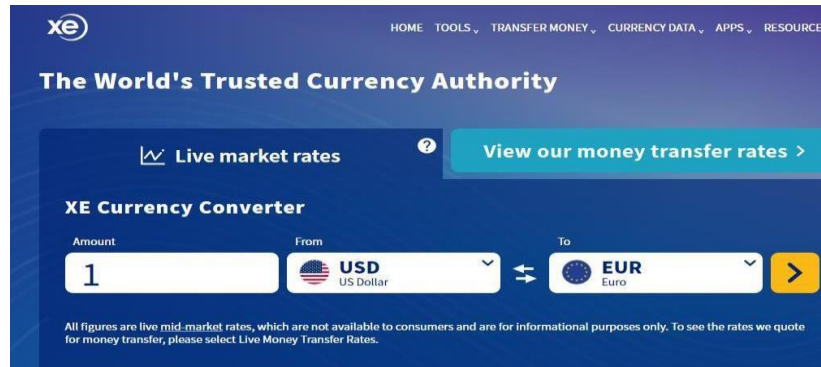 xe
HOME TOOLS TRANSFER MONEY CURRENCY DATA APPS RESOURCE
The World's Trusted Currency Authority
Live market rates ? View our money transfer rates >
XE Currency Converter
Amount From To
1 USD EUR
US Dollar Euro
All figures are live mid-market rates, which are not available to consumers and are for informational purposes only. To see the rates we quote
for money transfer, please select Live Money Transfer Rates.